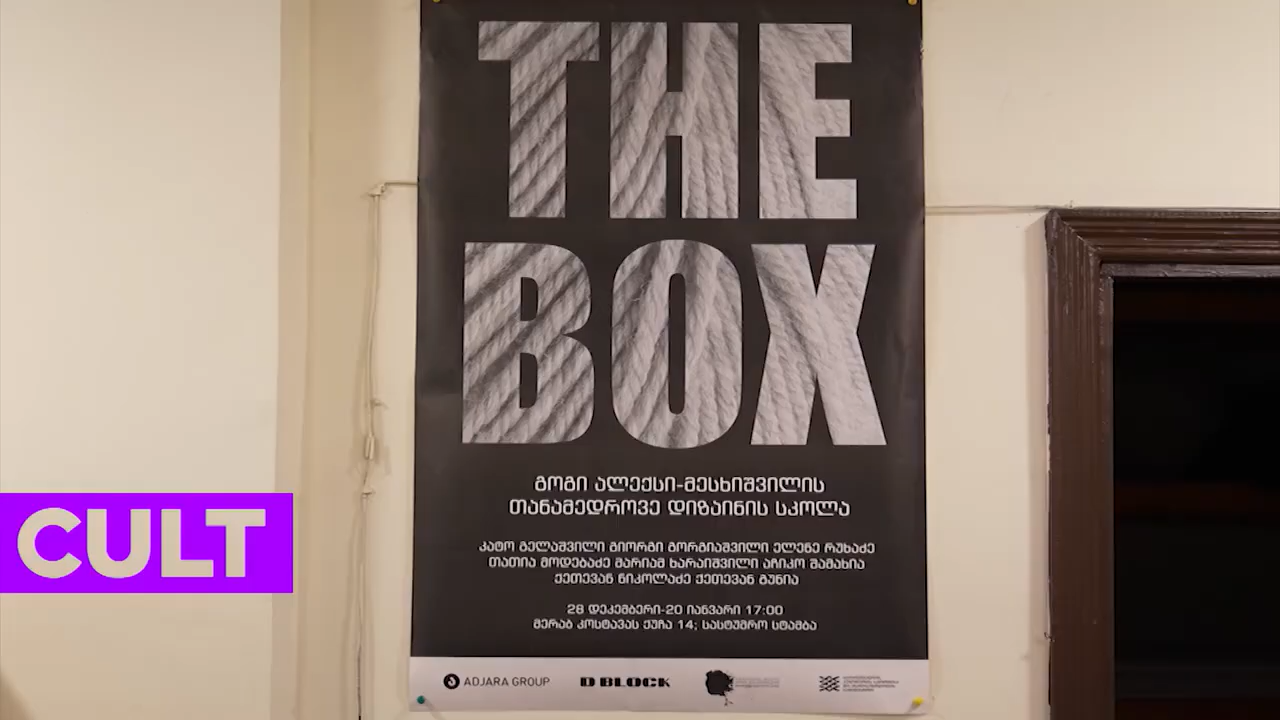 THE
BOX
გოგი ალექსი-მესხიშვილის
თანამედროვე დიზაინის სკოლა
კატო გელაშვილი გიორგი გორგიაშვილი ელენე რუხაძე
თათია მოდებაძე მარიამ ხარაიშვილი აჩიკო შამახია
ქეთევან ნიკოლაძე ქეთევან გუნია
28 დეკემბერი-20 იანვარი 17:00
მერაბ კოსტავას ქუჩა 14; სასტუმრო სტამბა
CULT
ADJARA GROUP
D BLOCK